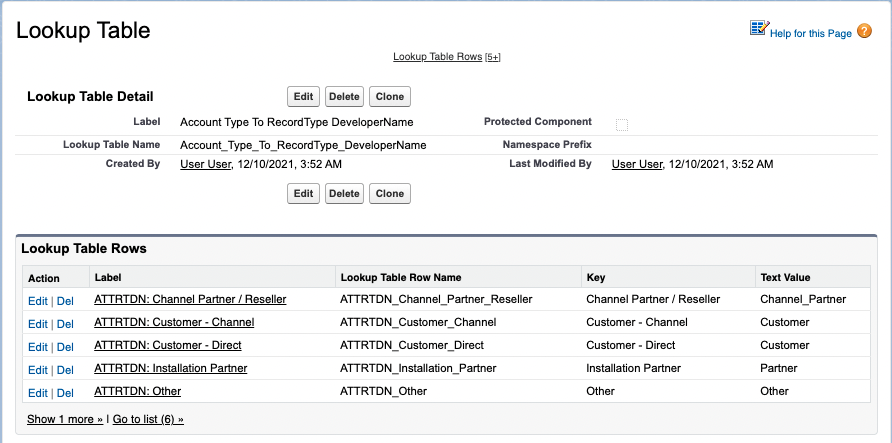 Lookup Table
Help for this Page
Lookup Table Rows [5+]
Lookup Table Detail Edit Delete Clone
Label Account Type To RecordType DeveloperName Protected Component
Lookup Table Name Account_Type_To_RecordType_DeveloperName Namespace Prefix
Created By User User, 12/10/2021, 3:52 AM Last Modified By User User, 12/10/2021, 3:52 AM
Edit Delete Clone
Lookup Table Rows
Action Label Lookup Table Row Name Key Text Value
Edit | Del ATTRTDN: Channel Partner / Reseller ATTRTDN_Channel_Partner_Reseller Channel Partner / Reseller Channel_Partner
Edit | Del ATTRTDN: Customer - Channel ATTRTDN_Customer_Channel Customer - Channel Customer
Edit | Del ATTRTDN: Customer - Direct ATTRTDN_Customer_Direct Customer - Direct Customer
Edit | Del ATTRTDN: Installation Partner ATTRTDN_Installation_Partner Installation Partner Partner
Edit | Del ATTRTDN: Other ATTRTDN_Other Other Other
Show 1 more » | Go to list (6) »